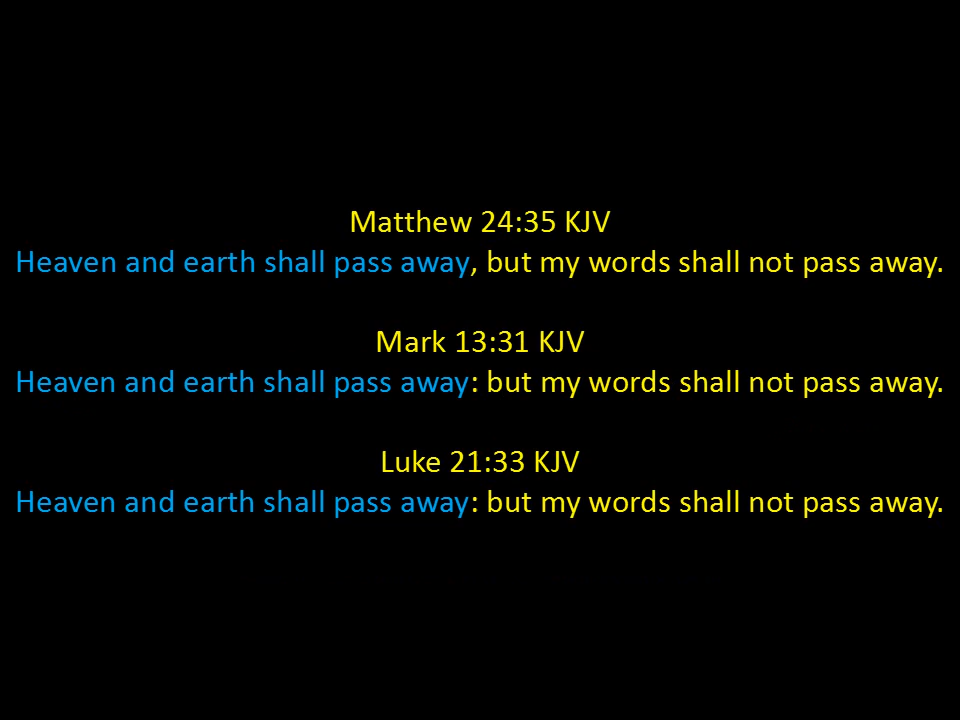 Matthew 24:35 KJV
Heaven and earth shall pass away, but my words shall not pass away.
Mark 13:31 KJV
Heaven and earth shall pass away: but my words shall not pass away.
Luke 21:33 KJV
Heaven and earth shall pass away: but my words shall not pass away.